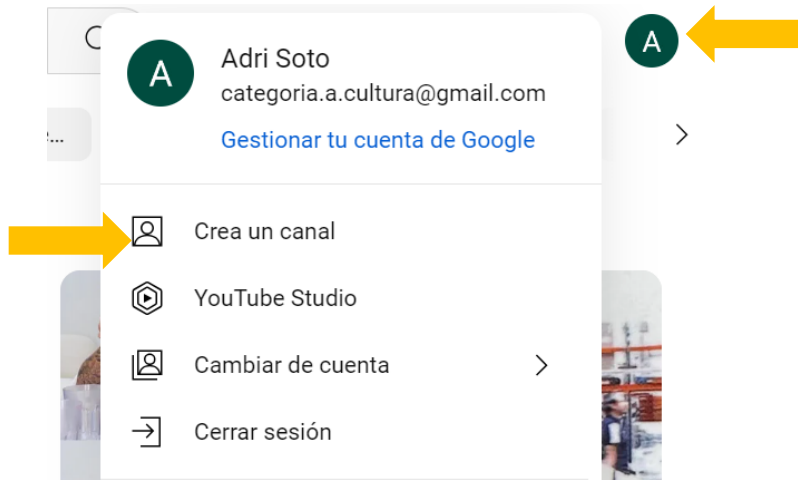 A
Adri Soto
categoria.a.cultura@gmail.com
Gestionar tu cuenta de Google
A
Crea un canal
YouTube Studio
Cambiar de cuenta
Cerrar sesión